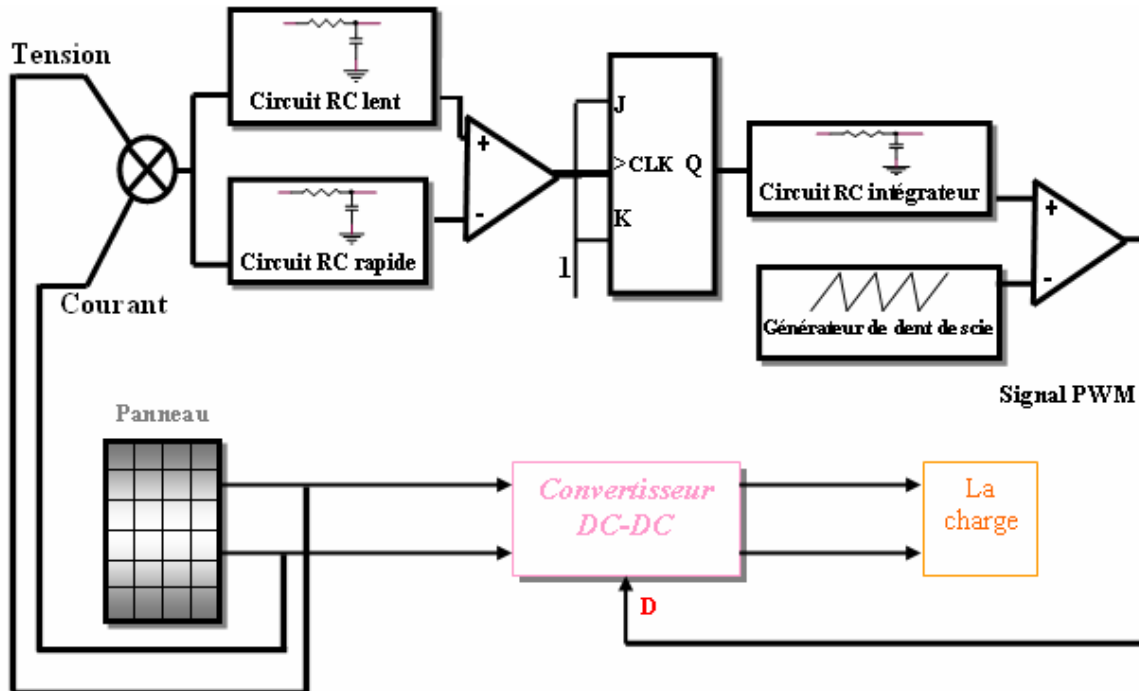 Tension
Circuit RC lent
+
-
Circuit RC rapide
Courant
J
>CLK Q
K
1
Circuit RC intégrateur
+
-
Générateur de dent de scie
Signal PWM
Panneau
Convertisseur
DC-DC
La
charge
D